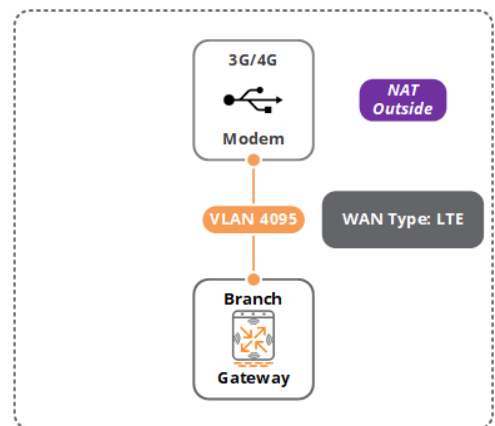 3G/4G
Modem
NAT
Outside
VLAN 4095
WAN Type: LTE
Branch
Gateway